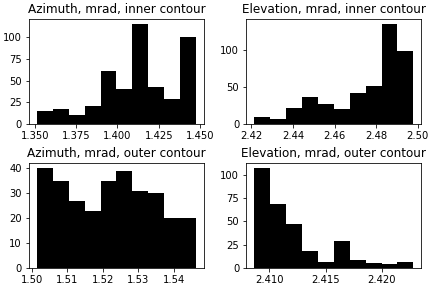 Azimuth, mrad, inner contour
100
75
50
25
0
1.350 1.375 1.400 1.425 1.450
Elevation, mrad, inner contour
100
50
0
2.42 2.44 2.46 2.48 2.50
Azimuth, mrad, outer contour
40
30
20
10
0
1.50 1.51 1.52 1.53 1.54
Elevation, mrad, outer contour
100
75
50
25
0
2.410 2.415 2.420